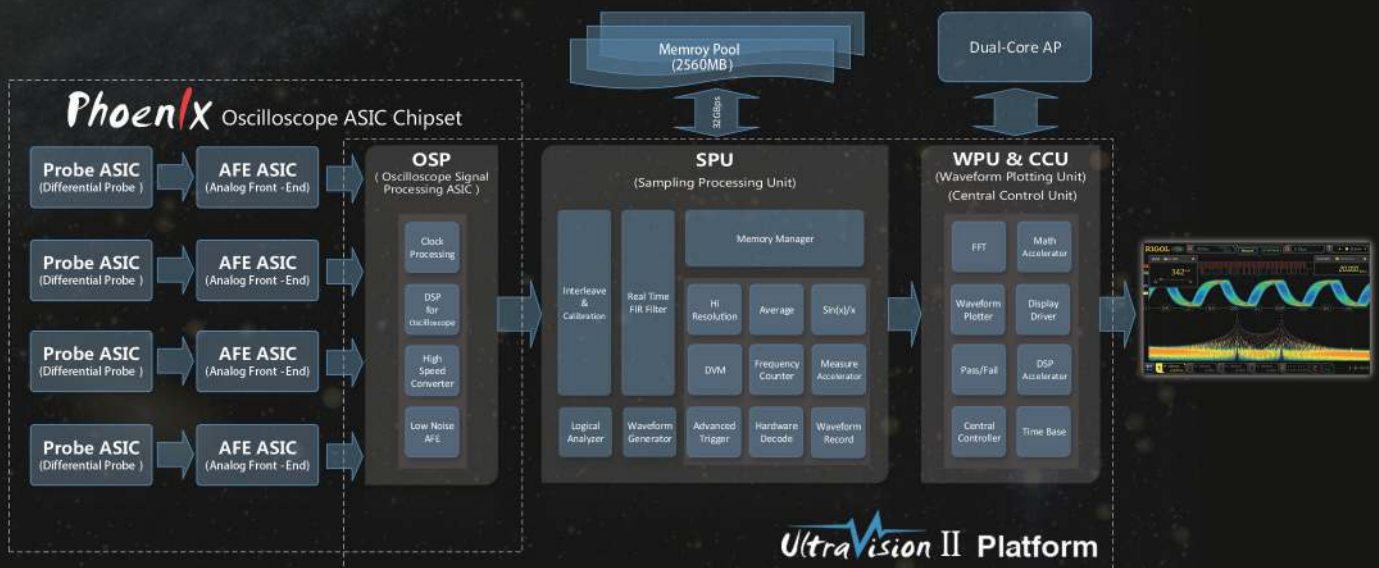 Memroy Pool
(2560MB)
Dual-Core AP
32GBps
PhoenIx Oscilloscope ASIC Chipset
Probe ASIC
(Differential Probe )
AFE ASIC
(Analog Front -End)
Probe ASIC
(Differential Probe )
AFE ASIC
(Analog Front -End)
Probe ASIC
(Differential Probe )
AFE ASIC
(Analog Front -End)
Probe ASIC
(Differential Probe )
AFE ASIC
(Analog Front -End)
OSP
( Oscilloscope Signal
Processing ASIC )
Clock
Processing
DSP
for
Oscilloscope
High
Speed
Converter
Low Noise
AFE
SPU
(Sampling Processing Unit)
Interleave
&
Calibration
Real Time
FIR Filter
Memory Manager
Hi
Resolution
Average
Sin(x)/x
DVM
Frequency
Counter
Measure
Accelerator
Logical
Analyzer
Waveform
Generator
Advanced
Trigger
Hardware
Decode
Waveform
Record
WPU & CCU
(Waveform Plotting Unit)
(Central Control Unit)
FFT
Math
Accelerator
Waveform
Plotter
Display
Driver
Pass/Fail
DSP
Accelerator
Central
Controller
Time Base
RIGOL
342
20.000
UltraVision II Platform